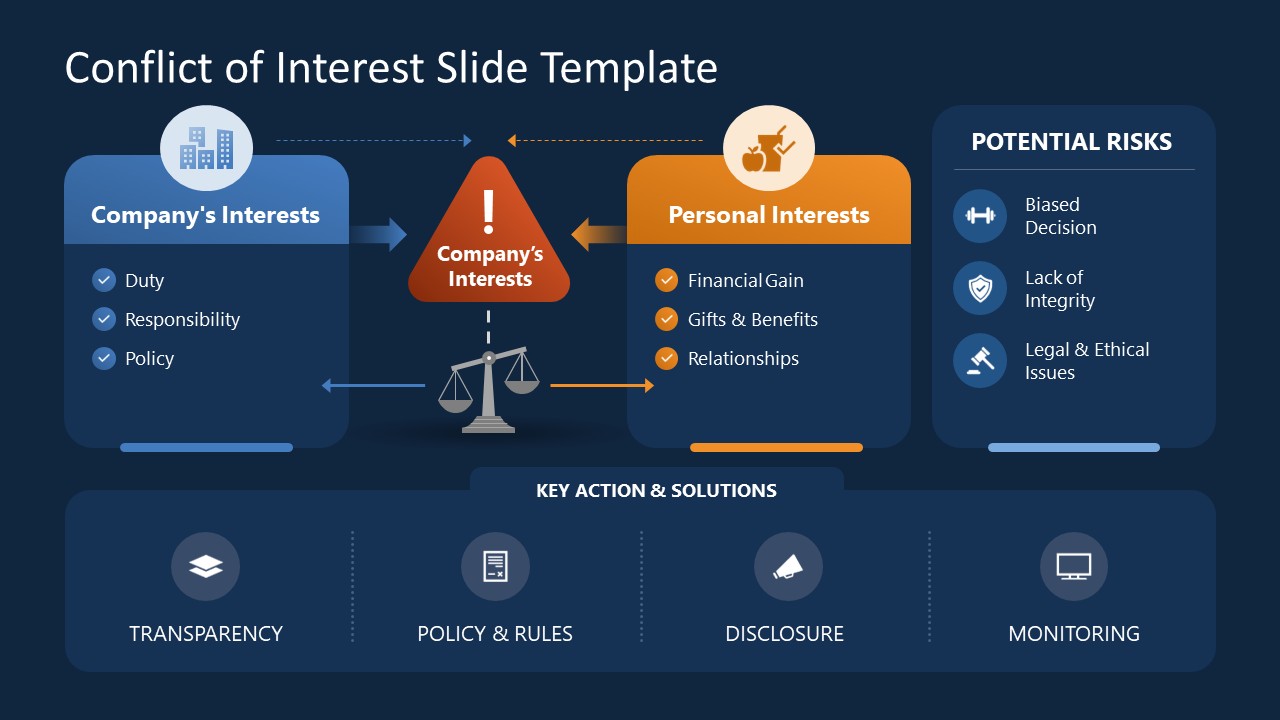 Conflict of Interest Slide Template
Company's Interests
Duty
Responsibility
Policy
!
Company’s
Interests
Personal Interests
Financial Gain
Gifts & Benefits
Relationships
POTENTIAL RISKS
Biased
Decision
Lack of
Integrity
Legal & Ethical
Issues
KEY ACTION & SOLUTIONS
TRANSPARENCY
POLICY & RULES
DISCLOSURE
MONITORING